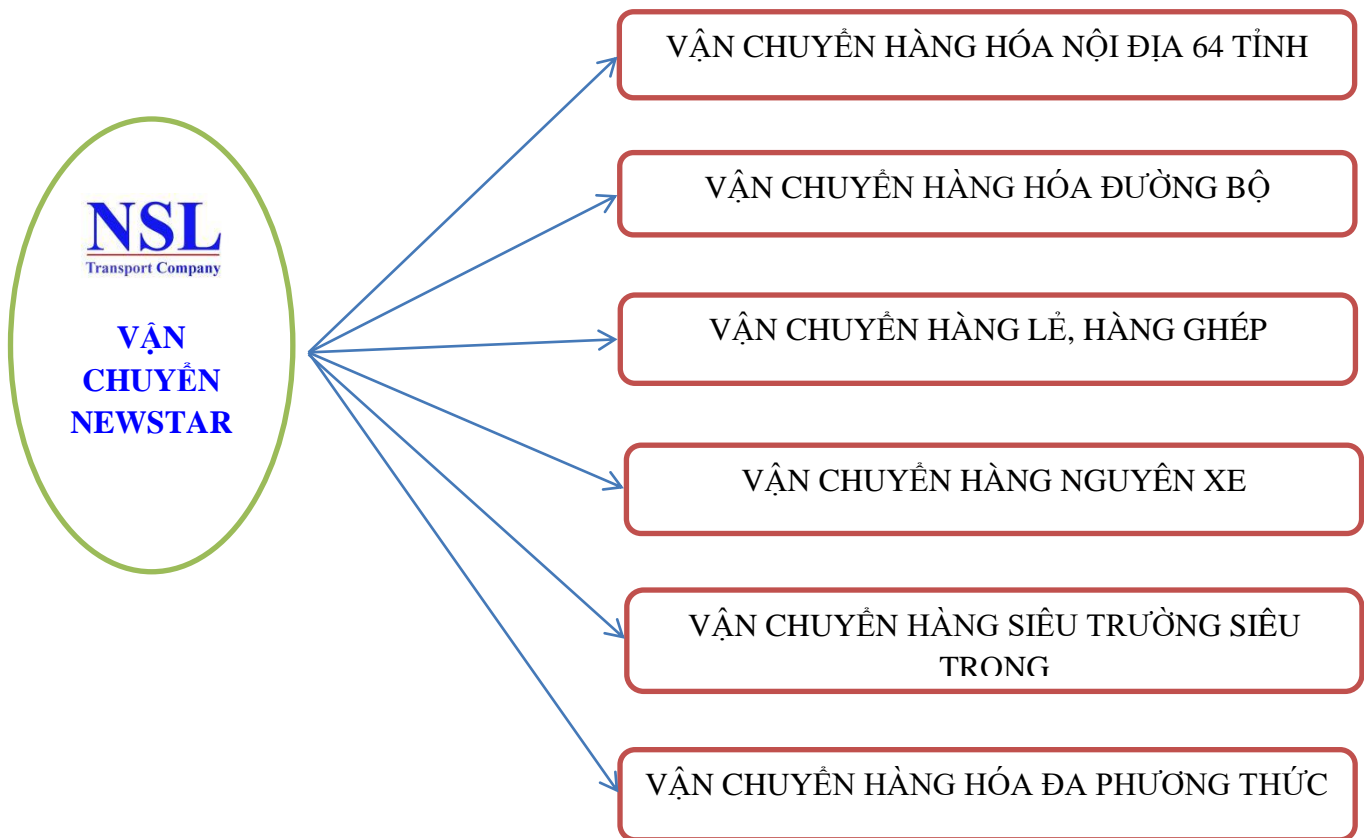 NSL
Transport Company
VẬN
CHUYỂN
NEWSTAR
VẬN CHUYỂN HÀNG HÓA NỘI ĐỊA 64 TỈNH
VẬN CHUYỂN HÀNG HÓA ĐƯỜNG BỘ
VẬN CHUYỂN HÀNG LẺ, HÀNG GHÉP
VẬN CHUYỂN HÀNG NGUYÊN XE
VẬN CHUYỂN HÀNG SIÊU TRƯỜNG SIÊU
TRỌNG
VẬN CHUYỂN HÀNG HÓA ĐA PHƯƠNG THỨC